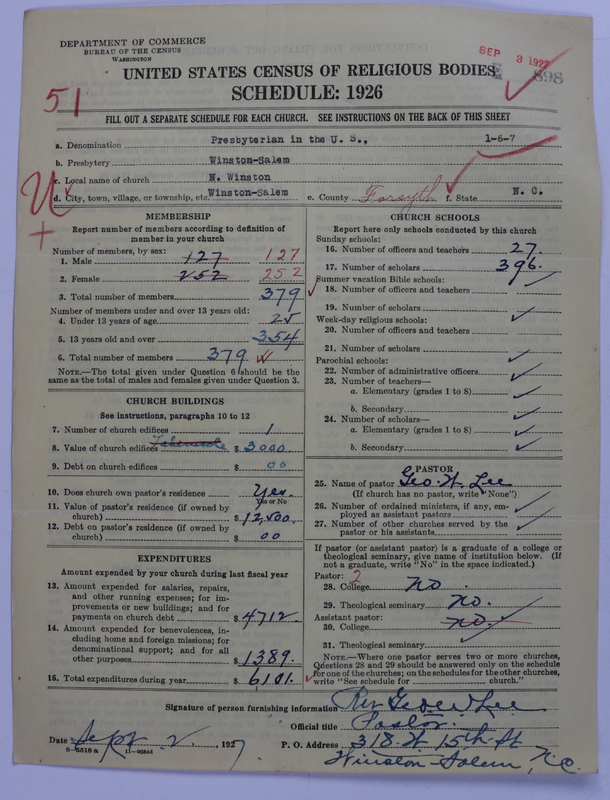 DEPARTMENT OF COMMERCE
BUREAU OF THE CENSUS
WASHINGTON
SEP 3 1927
898
UNITED STATES CENSUS OF RELIGIOUS BODIES
SCHEDULE: 1926
51
FILL OUT A SEPARATE SCHEDULE FOR EACH CHURCH. SEE INSTRUCTIONS ON THE BACK OF THIS SHEET
a. Denomination Presbyterian in the U. S., 1-6-7
b. Presbytery Winston-Salem
c. Local name of church N. Winston
d. City, town, village, or township, etc. Winston-Salem e. County Forsyth f. State N. C.
MEMBERSHIP
Report number of members according to definition of
member in your church
Number of members, by sex:
1. Male 127 127
2. Female 252 252
3. Total number of members 379
Number of members under and over 13 years old:
4. Under 13 years of age 25
5. 13 years old and over 354
6. Total number of members 379
NOTE.—The total given under Question 6 should be the
same as the total of males and females given under Question 3.
CHURCH BUILDINGS
See instructions, paragraphs 10 to 12
7. Number of church edifices 1
8. Value of church edifices $ 3000
9. Debt on church edifices $ 00
10. Does church own pastor's residence Yes.
Yes or No
11. Value of pastor's residence (if owned by
church) $ 12,500.
12. Debt on pastor's residence (if owned by
church) $ 00
EXPENDITURES
Amount expended by your church during last fiscal year
13. Amount expended for salaries, repairs,
and other running expenses; for im-
provements or new buildings; and for
payments on church debt $ 4712.
14. Amount expended for benevolences, in-
cluding home and foreign missions; for
denominational support; and for all
other purposes $ 1389.
15. Total expenditures during year $ 6101.
CHURCH SCHOOLS
Report here only schools conducted by this church
Sunday schools:
16. Number of officers and teachers 27
17. Number of scholars 396.
Summer vacation Bible schools:
18. Number of officers and teachers
19. Number of scholars
Week-day religious schools:
20. Number of officers and teachers
21. Number of scholars
Parochial schools:
22. Number of administrative officers
23. Number of teachers—
a. Elementary (grades 1 to 8)
b. Secondary
24. Number of scholars—
a. Elementary (grades 1 to 8)
b. Secondary
PASTOR
25. Name of pastor Geo. W. Lee
(If church has no pastor, write "None")
26. Number of ordained ministers, if any, em-
ployed as assistant pastors
27. Number of other churches served by the
pastor or his assistants
If pastor (or assistant pastor) is a graduate of a college or
theological seminary, give name of institution below. (If
not a graduate, write "No" in the space indicated.)
Pastor: 2
28. College no
29. Theological seminary no.
Assistant pastor:
30. College no.
31. Theological seminary
NOTE.—Where one pastor serves two or more churches,
Questions 28 and 29 should be answered only on the schedule
for one of the churches; on the schedules for the other churches,
write "See schedule for church."
Signature of person furnishing information Rev Geo W Lee
Official title Pastor.
Date Sept 2, 1927 P. O. Address 318 W 15th St
8-5518 a Winston Salem, N.C.